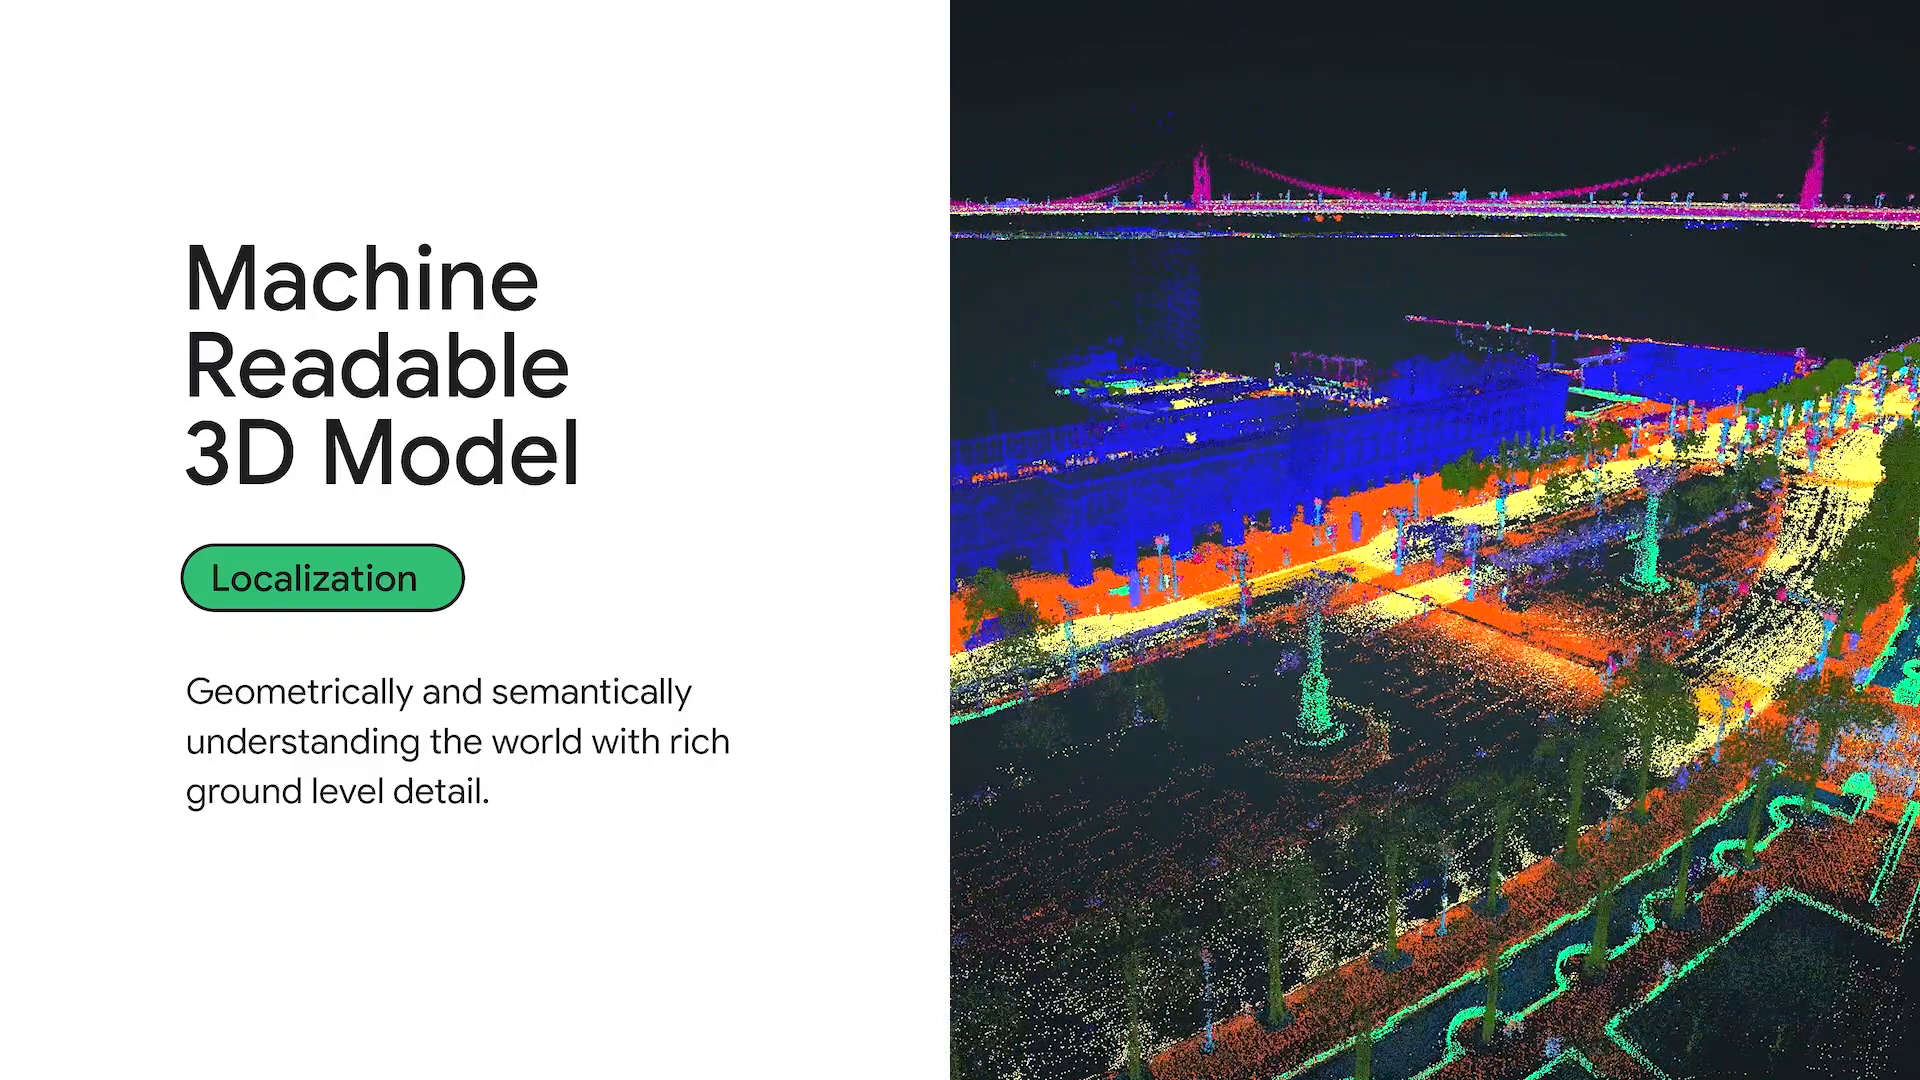 Machine
Readable
3D Model
Localization
Geometrically and semantically
understanding the world with rich
ground level detail.